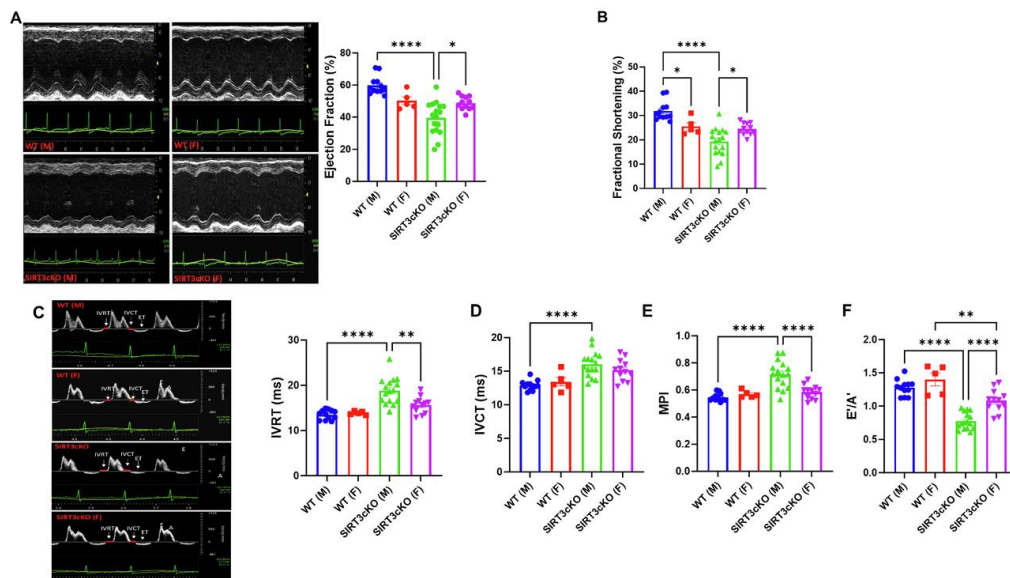 A
WT (M)
WT (F)
SIRT3cKO (M)
SIRT3cKO (F)
Ejection Fraction (%)
80
60
40
20
0
****
*
WT (M)
WT (F)
SIRT3cKO (M)
SIRT3cKO (F)
B
Fractional Shortening (%)
50
40
30
20
10
0
****
*
*
WT (M)
WT (F)
SIRT3cKO (M)
SIRT3cKO (F)
C
WT (M)
IVRT
IVCT
ET
WT (F)
IVRT
IVCT
ET
SIRT3cKO
IVRT
IVCT
ET
E
A
SIRT3cKO (F)
IVRT
IVCT
ET
A
IVRT (ms)
30
20
10
0
****
**
WT (M)
WT (F)
SIRT3cKO (M)
SIRT3cKO (F)
D
IVCT (ms)
25
20
15
10
5
0
****
WT (M)
WT (F)
SIRT3cKO (M)
SIRT3cKO (F)
E
MPI
1.0
0.8
0.6
0.4
0.2
0.0
****
****
WT (M)
WT (F)
SIRT3cKO (M)
SIRT3cKO (F)
F
E'/A'
2.0
1.5
1.0
0.5
0.0
**
****
****
WT (M)
WT (F)
SIRT3cKO (M)
SIRT3cKO (F)